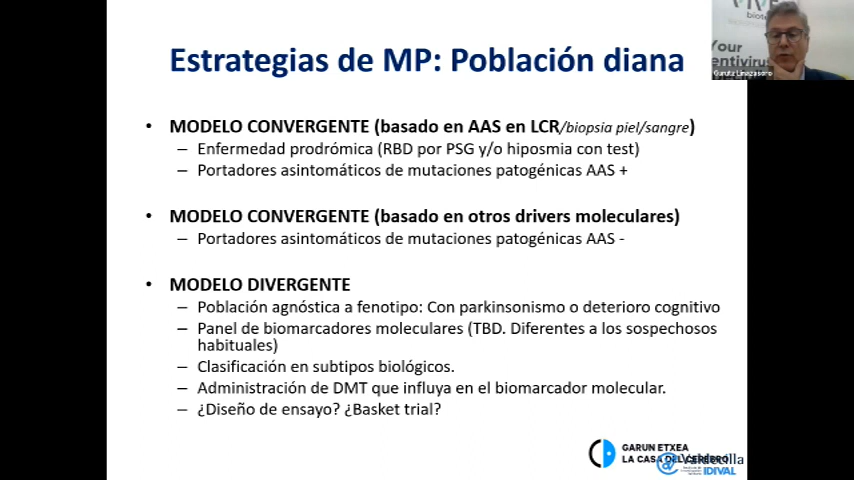 Estrategias de MP: Población diana
• MODELO CONVERGENTE (basado en AAS en LCR/biopsia piel/sangre)
– Enfermedad prodrómica (RBD por PSG y/o hiposmia con test)
– Portadores asintomáticos de mutaciones patogénicas AAS +
• MODELO CONVERGENTE (basado en otros drivers moleculares)
– Portadores asintomáticos de mutaciones patogénicas AAS -
• MODELO DIVERGENTE
– Población agnóstica a fenotipo: Con parkinsonismo o deterioro cognitivo
– Panel de biomarcadores moleculares (TBD. Diferentes a los sospechosos
habituales)
– Clasificación en subtipos biológicos.
– Administración de DMT que influya en el biomarcador molecular.
– ¿Diseño de ensayo? ¿Basket trial?
GARUN ETXEA
LA CASA DEL CEREBRO
Valdecilla
IDIVAL
Your
Gurutz Linazasoro